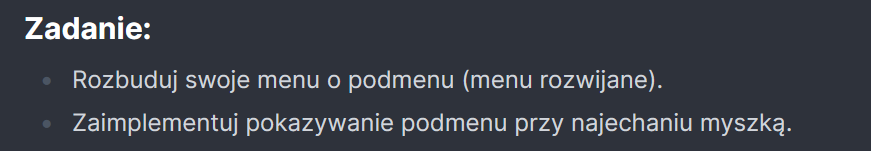 Zadanie:
Rozbuduj swoje menu o podmenu (menu rozwijane).
Zaimplementuj pokazywanie podmenu przy najechaniu myszką.